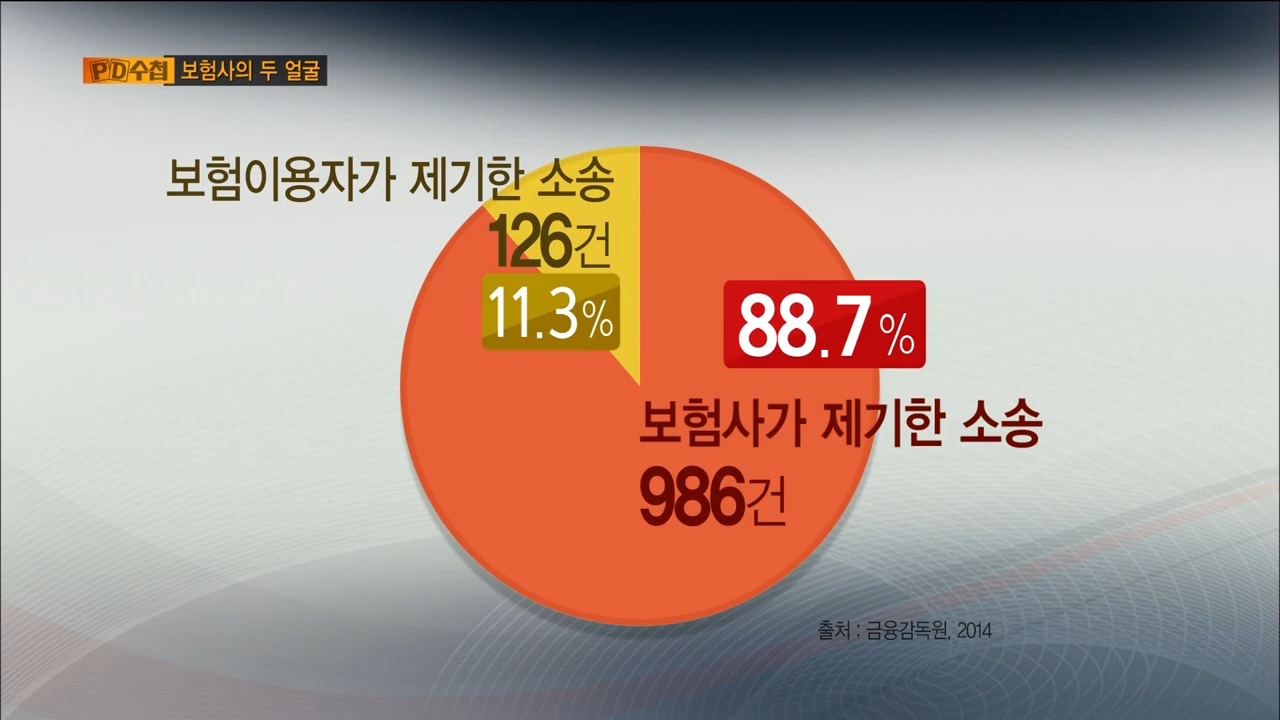 PD수첩 보험사의 두 얼굴
보험이용자가 제기한 소송
126건
11.3%
88.7%
보험사가 제기한 소송
986건
출처 : 금융감독원, 2014